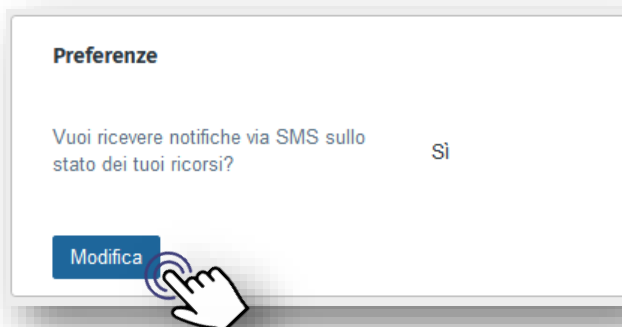 Preferenze
Vuoi ricevere notifiche via SMS sullo
stato dei tuoi ricorsi?
Sì
Modifica